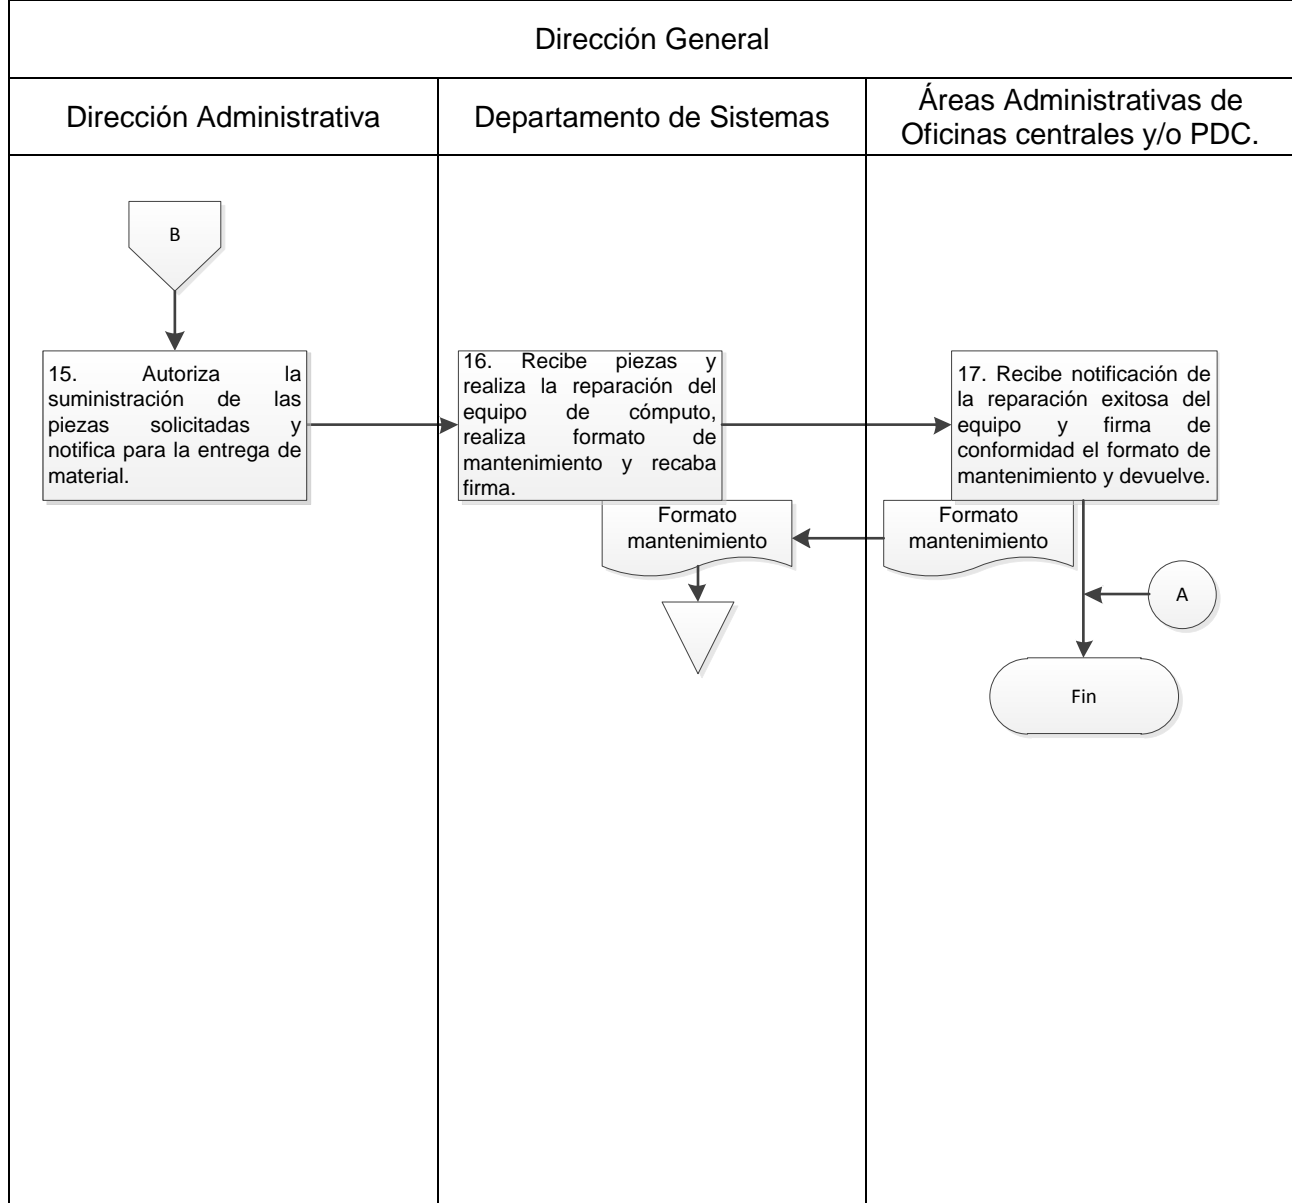 Dirección General
Dirección Administrativa
Departamento de Sistemas
Áreas Administrativas de
Oficinas centrales y/o PDC.
B
15. Autoriza la
suministración de las
piezas solicitadas y
notifica para la entrega de
material.
16. Recibe piezas y
realiza la reparación del
equipo de cómputo,
realiza formato de
mantenimiento y recaba
firma.
17. Recibe notificación de
la reparación exitosa del
equipo y firma de
conformidad el formato de
mantenimiento y devuelve.
Formato
mantenimiento
Formato
mantenimiento
A
Fin